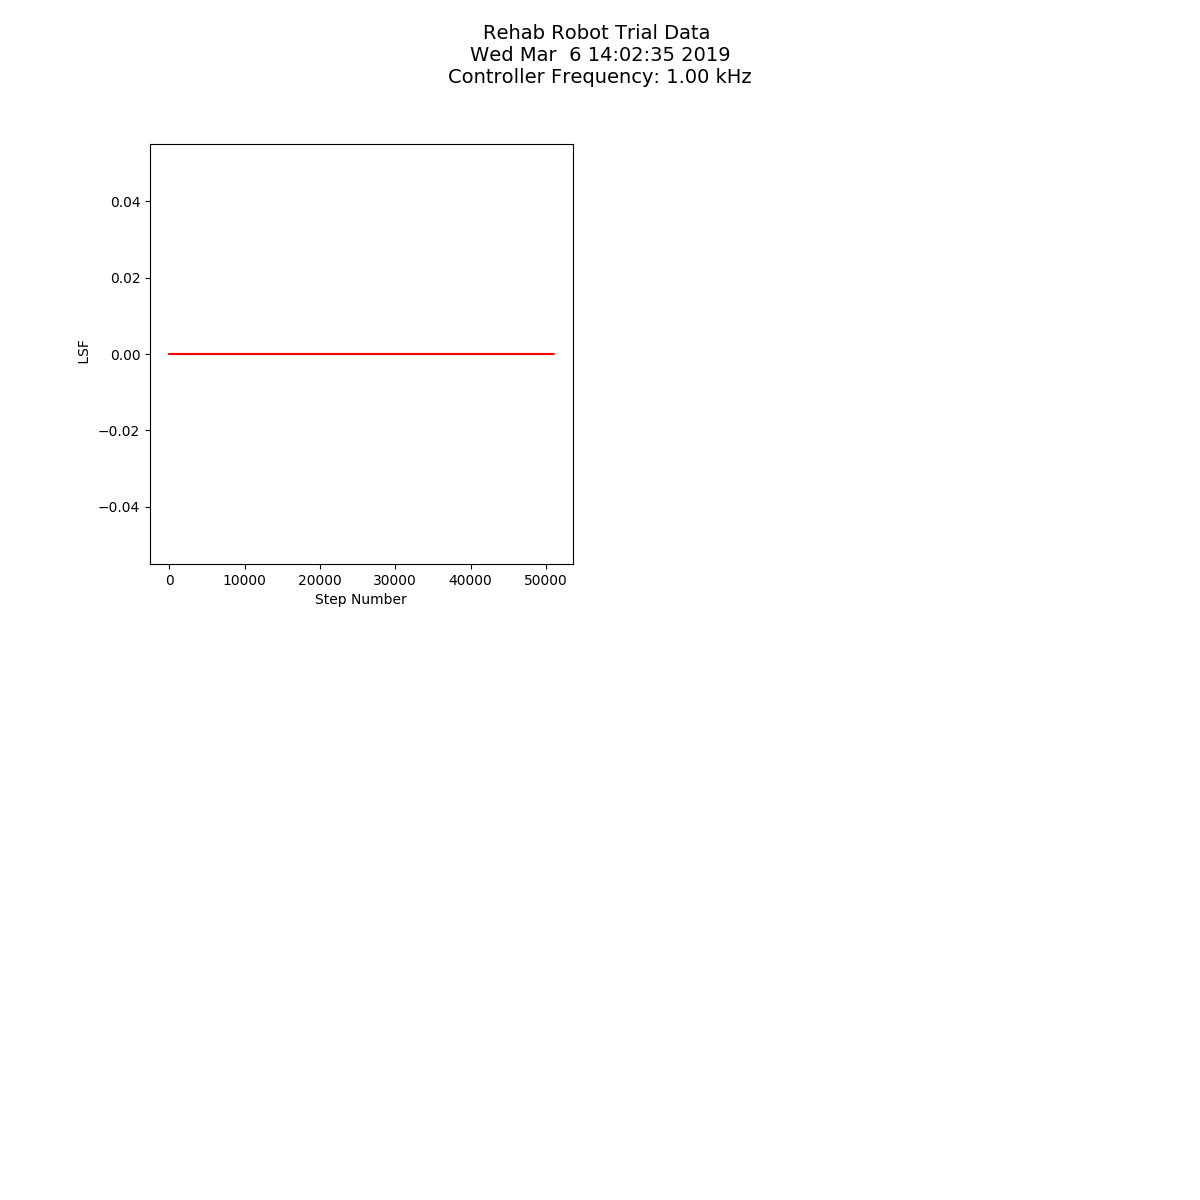 Rehab Robot Trial Data
Wed Mar  6 14:02:35 2019
Controller Frequency: 1.00 kHz
0.04
0.02
0.00
−0.02
−0.04
LSF
0 10000 20000 30000 40000 50000
Step Number